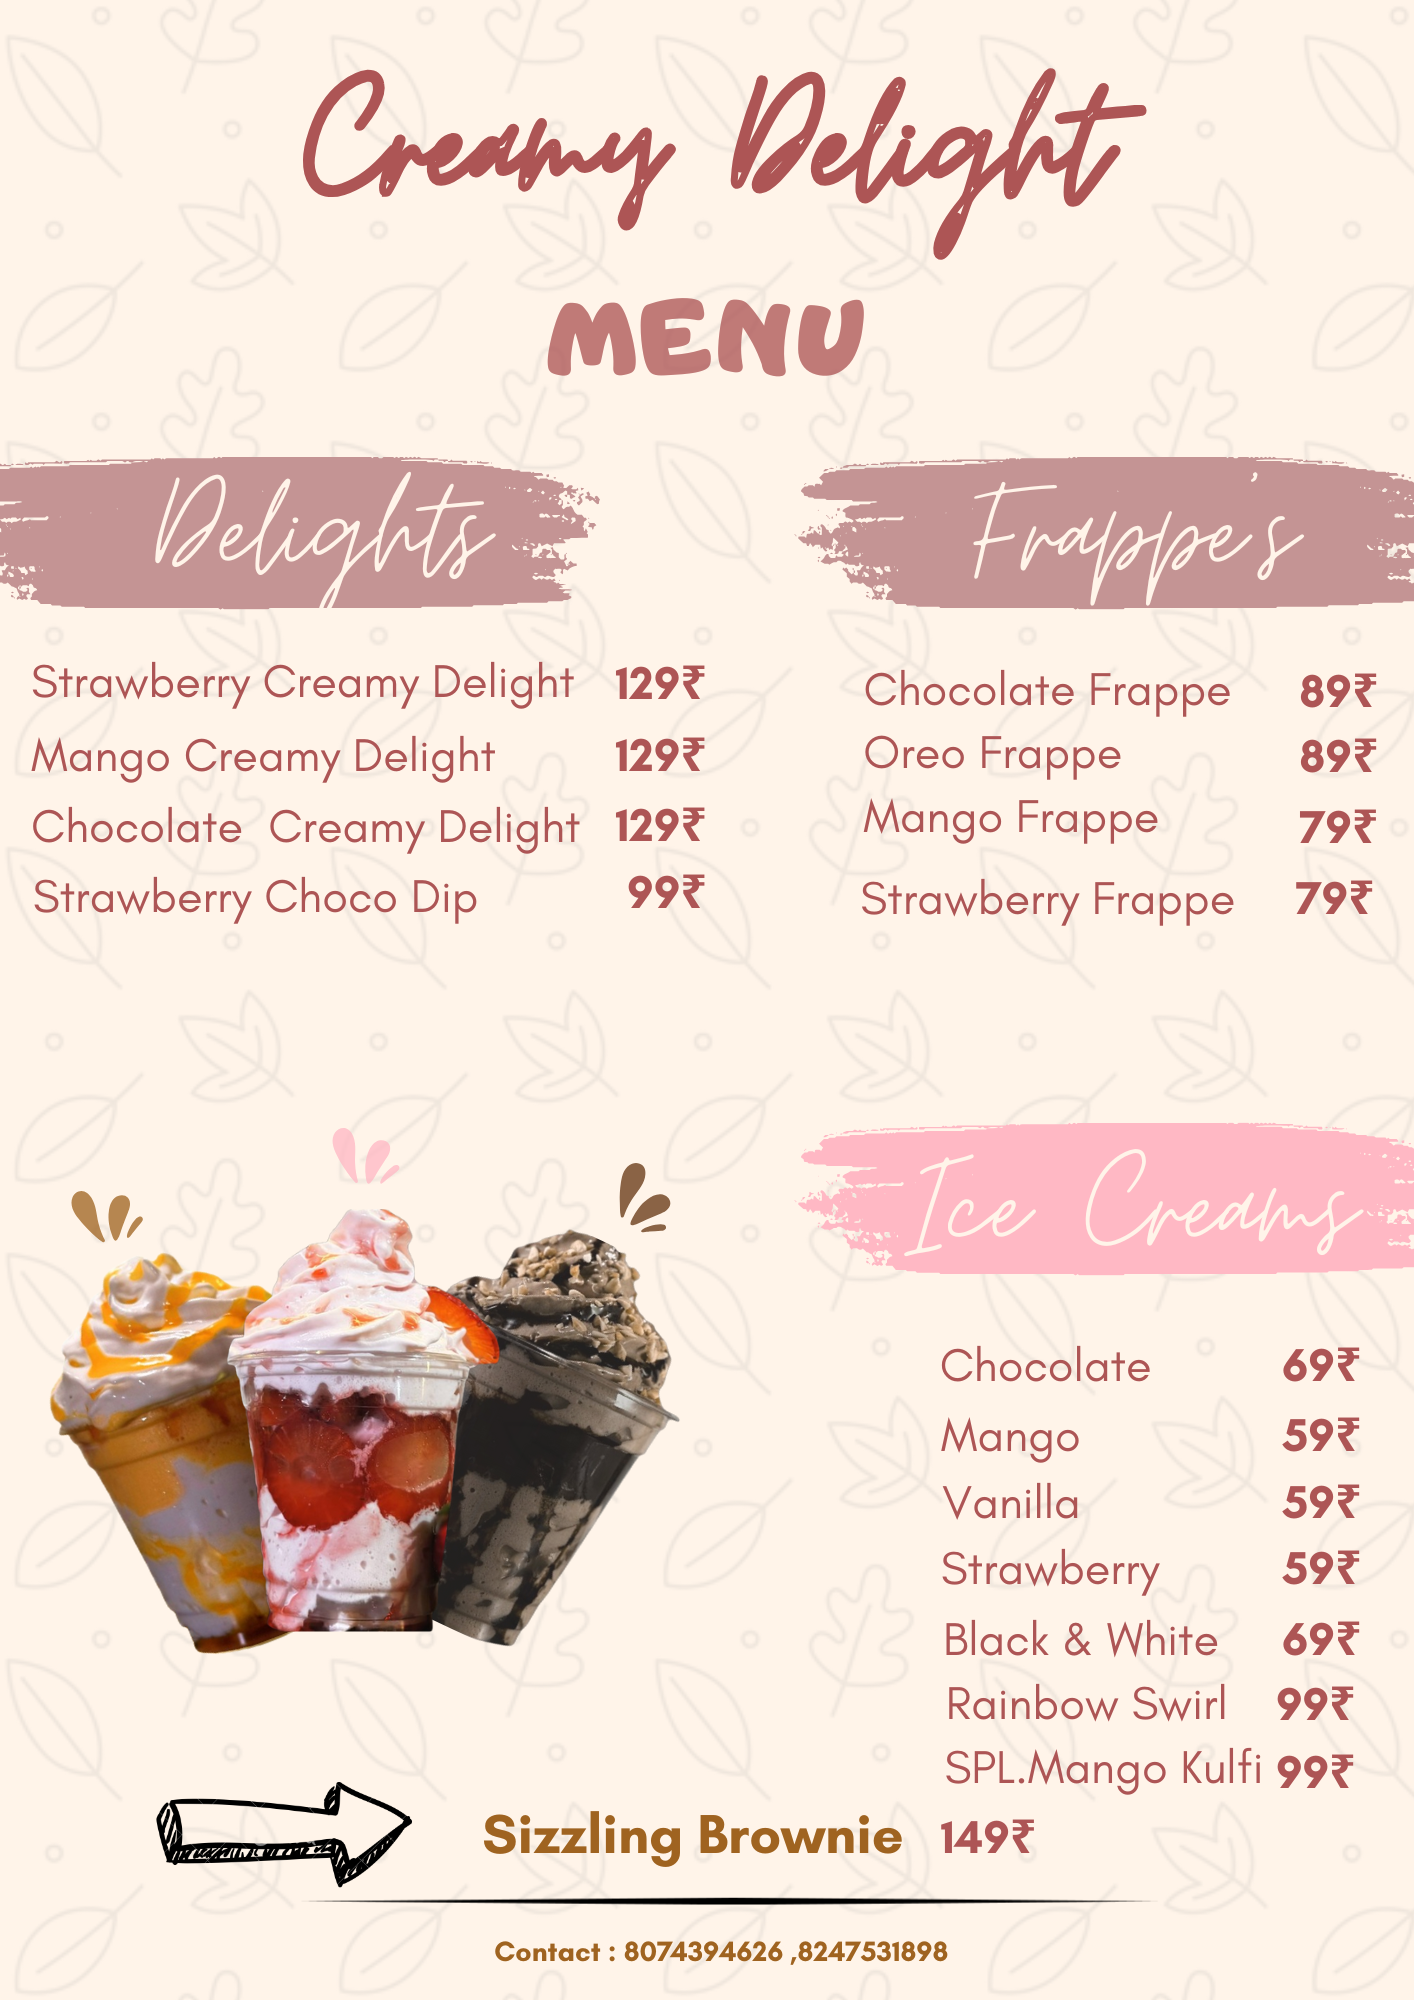 Creamy Delight
MENU
Delights
Strawberry Creamy Delight 129₹
Mango Creamy Delight 129₹
Chocolate Creamy Delight 129₹
Strawberry Choco Dip 99₹
Frappe's
Chocolate Frappe 89₹
Oreo Frappe 89₹
Mango Frappe 79₹
Strawberry Frappe 79₹
Ice Creams
Chocolate 69₹
Mango 59₹
Vanilla 59₹
Strawberry 59₹
Black & White 69₹
Rainbow Swirl 99₹
SPL.Mango Kulfi 99₹
Sizzling Brownie 149₹
Contact : 8074394626 ,8247531898